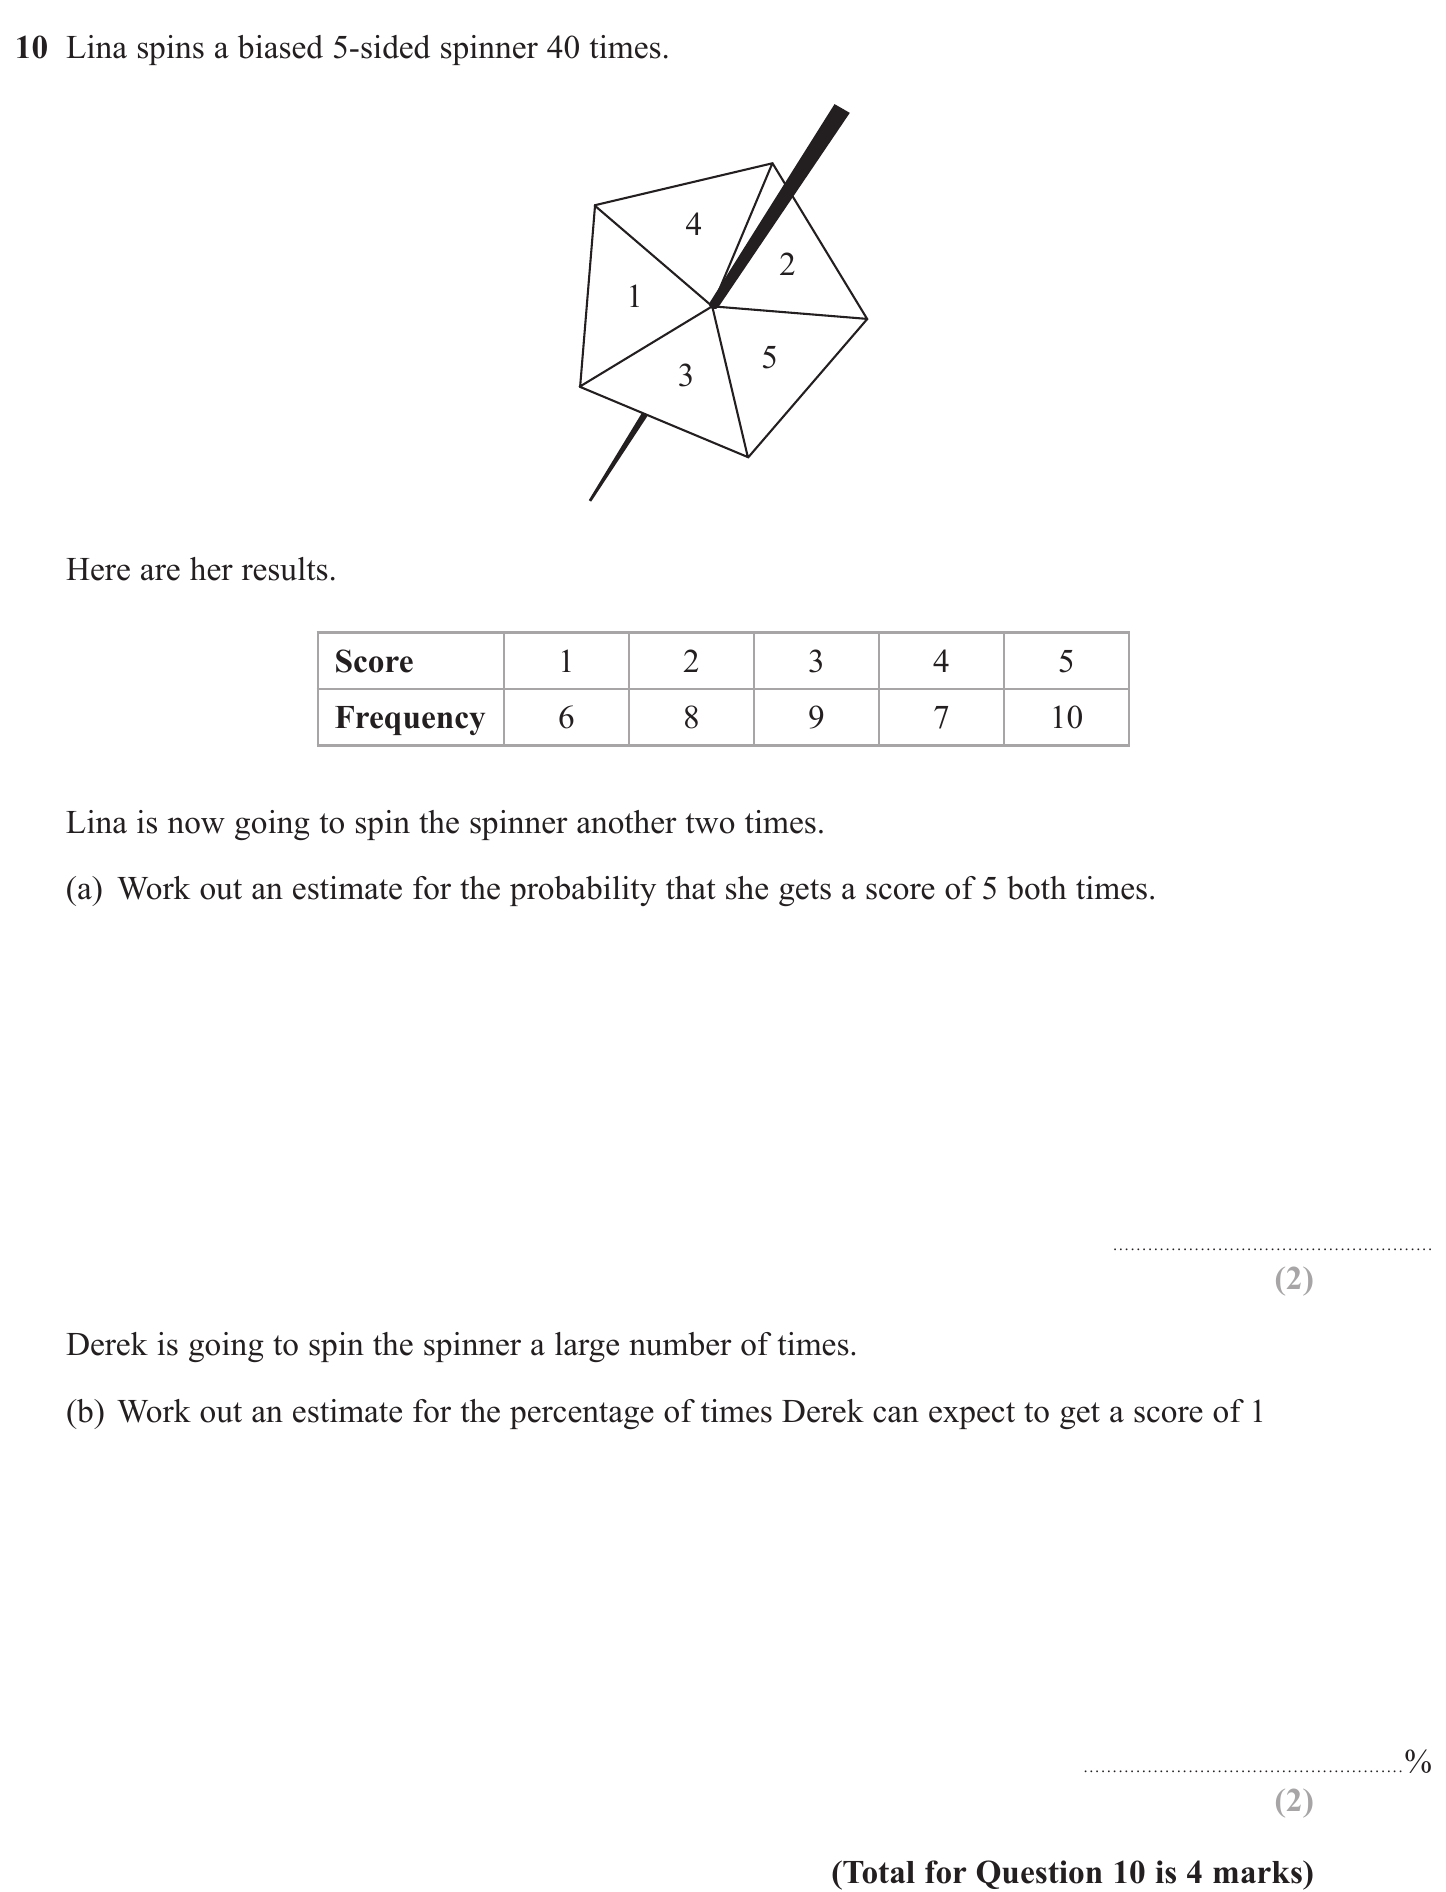 10 Lina spins a biased 5-sided spinner 40 times.
4
2
1
5
3
Here are her results.
Score 1 2 3 4 5
Frequency 6 8 9 7 10
Lina is now going to spin the spinner another two times.
(a) Work out an estimate for the probability that she gets a score of 5 both times.
(2)
Derek is going to spin the spinner a large number of times.
(b) Work out an estimate for the percentage of times Derek can expect to get a score of 1
%
(2)
(Total for Question 10 is 4 marks)